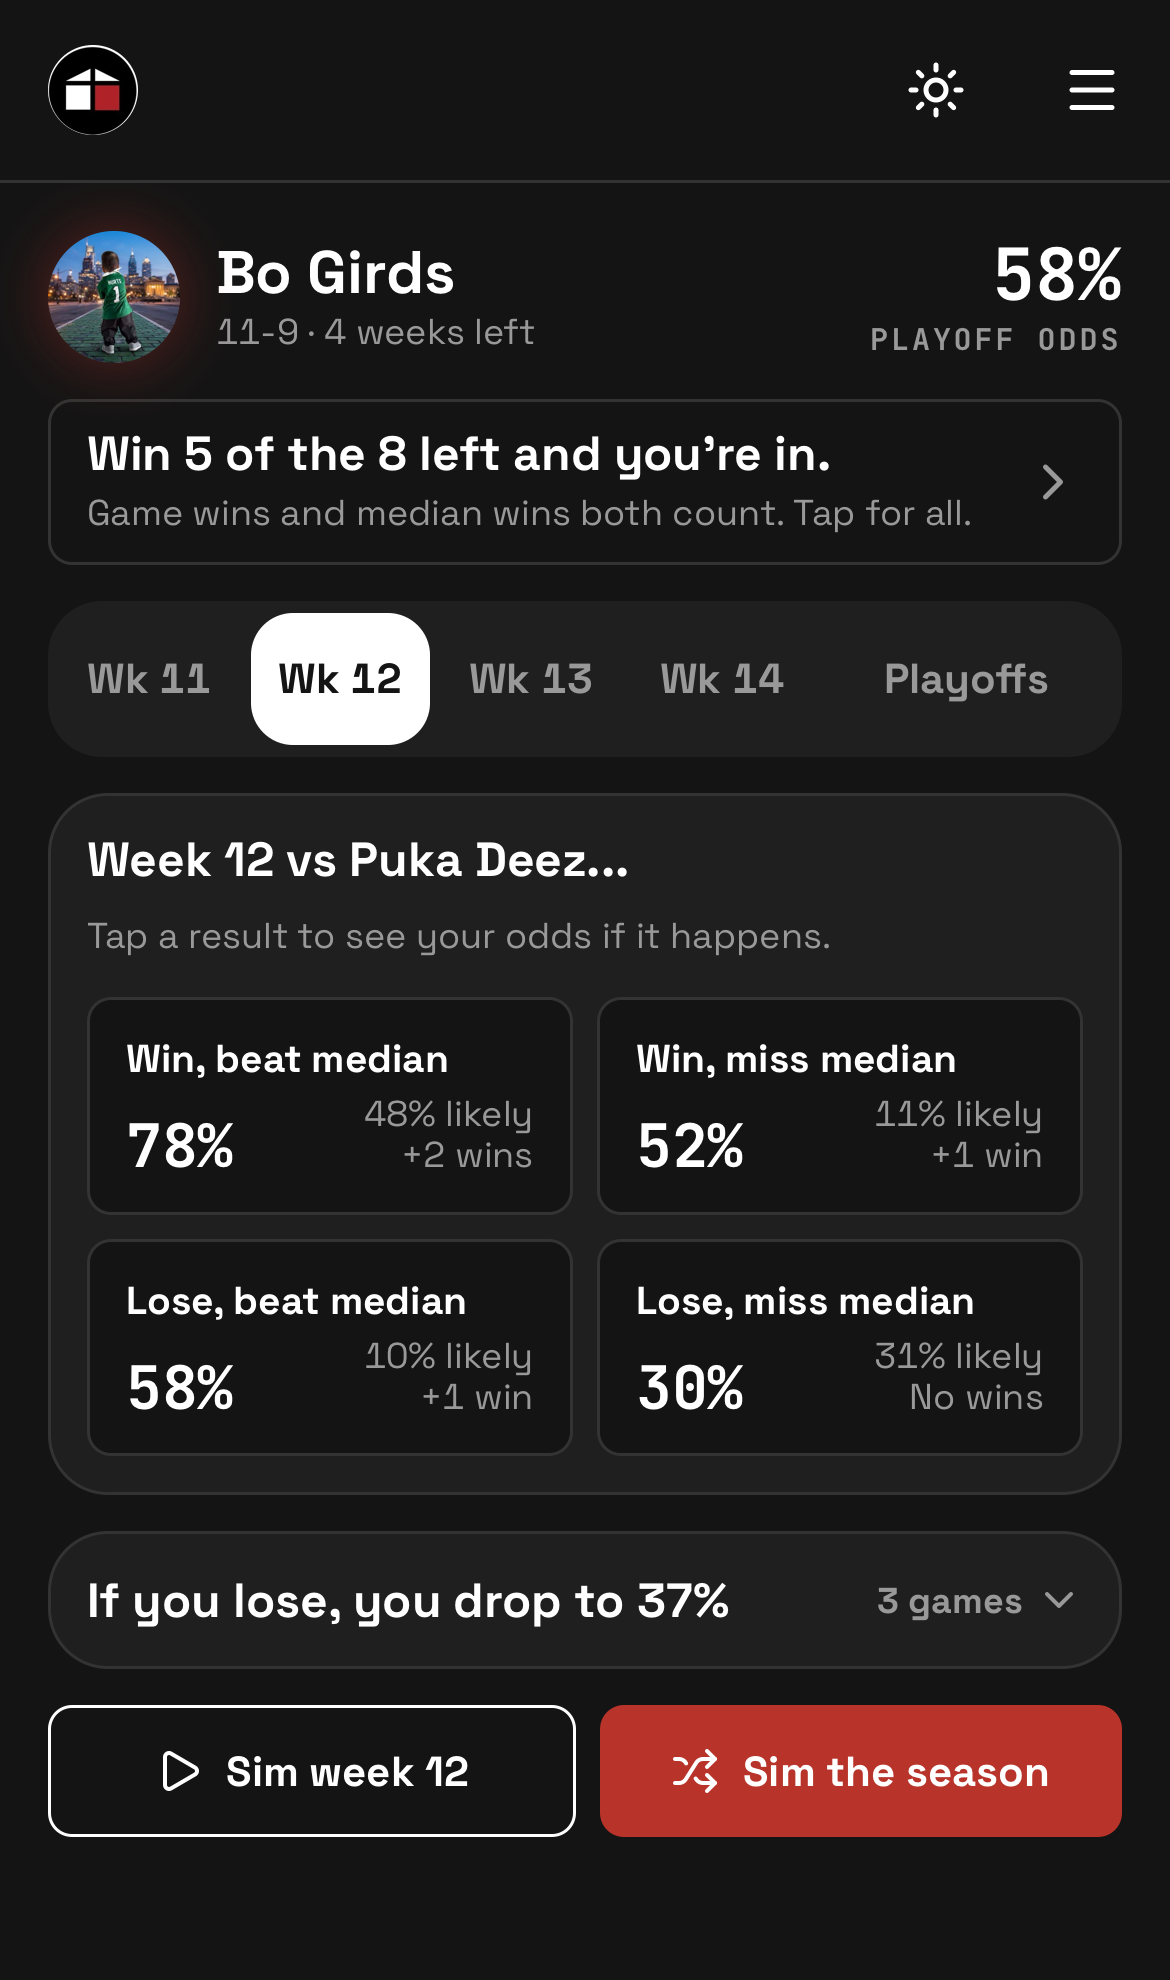 Bo Girds
11-9 · 4 weeks left
58%
PLAYOFF ODDS
Win 5 of the 8 left and you’re in.
Game wins and median wins both count. Tap for all.
Wk 11 Wk 12 Wk 13 Wk 14 Playoffs
Week 12 vs Puka Deez...
Tap a result to see your odds if it happens.
Win, beat median
78%
48% likely
+2 wins
Win, miss median
52%
11% likely
+1 win
Lose, beat median
58%
10% likely
+1 win
Lose, miss median
30%
31% likely
No wins
If you lose, you drop to 37%
3 games
Sim week 12
Sim the season